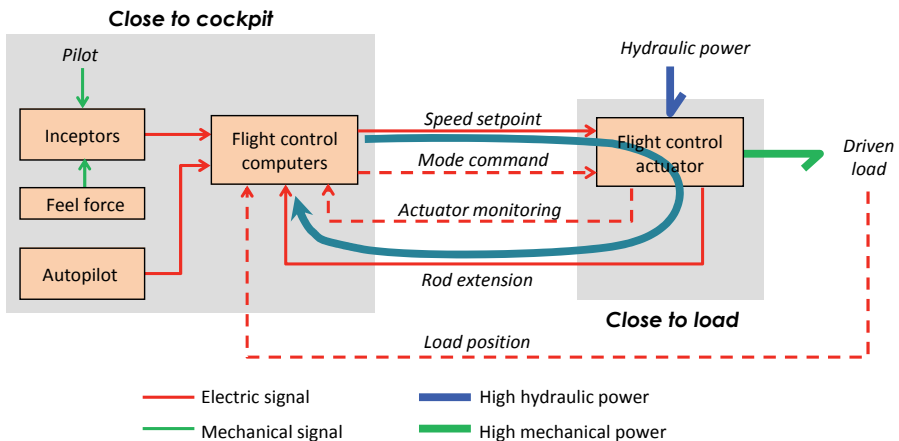 Close to cockpit
Pilot
Hydraulic power
Inceptors
Flight control
computers
Speed setpoint
Flight control
actuator
Driven
load
Mode command
Feel force
Actuator monitoring
Autopilot
Rod extension
Close to load
Load position
Electric signal
High hydraulic power
Mechanical signal
High mechanical power